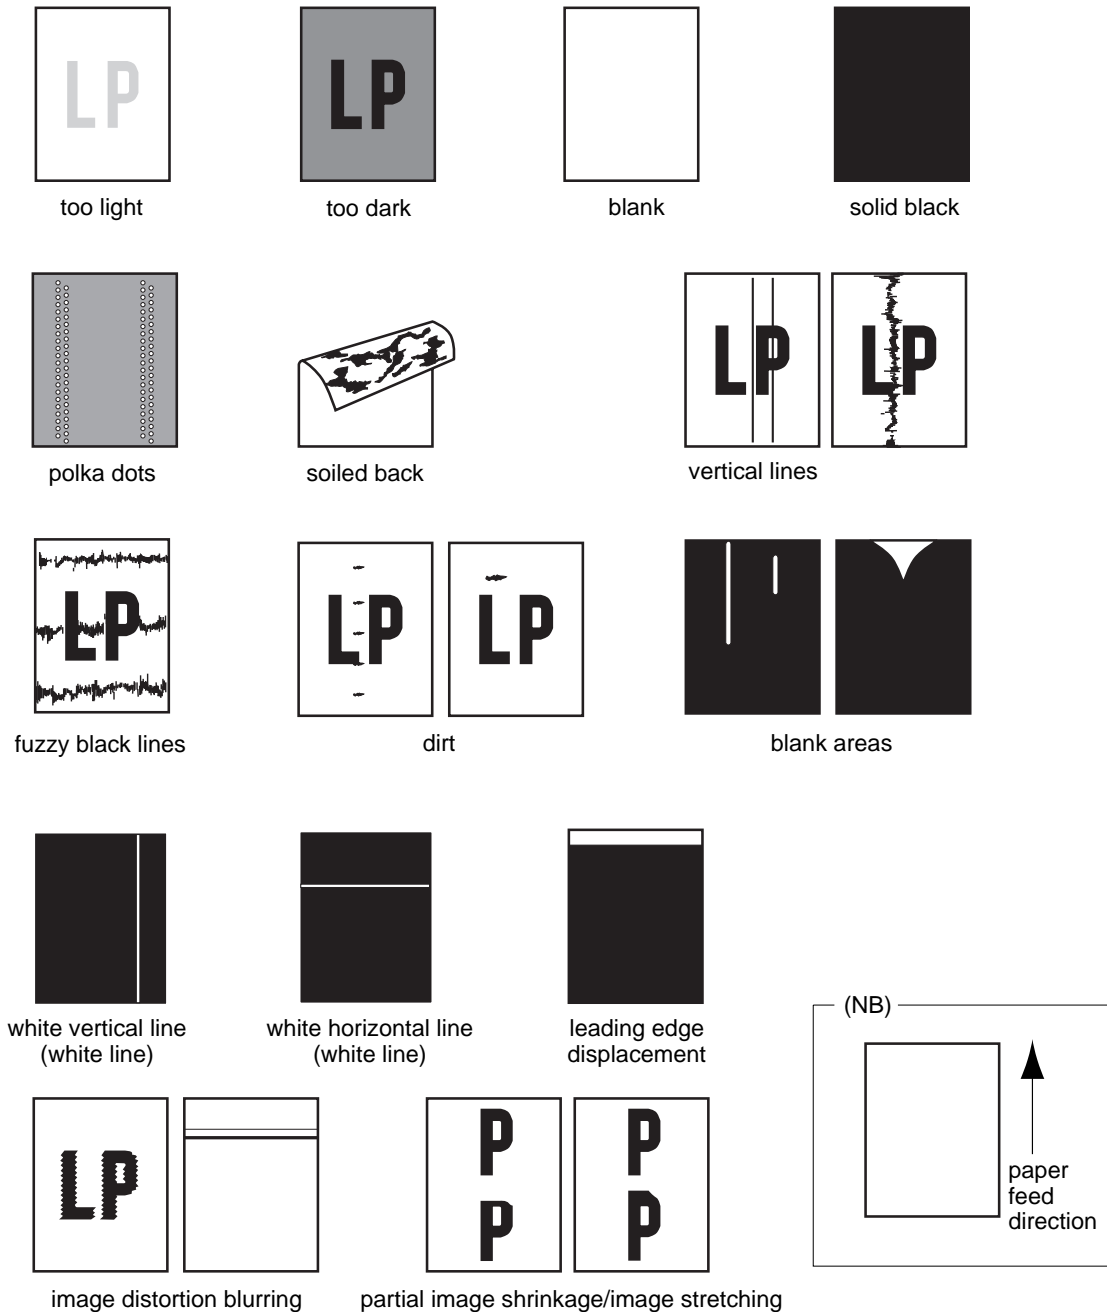 LP
LP
too light
too dark
blank
solid black
LP
LP
polka dots
soiled back
vertical lines
LP
LP
LP
fuzzy black lines
dirt
blank areas
white vertical line
(white line)
white horizontal line
(white line)
leading edge
displacement
(NB)
paper
feed
direction
LP
P
P
P
P
image distortion blurring
partial image shrinkage/image stretching